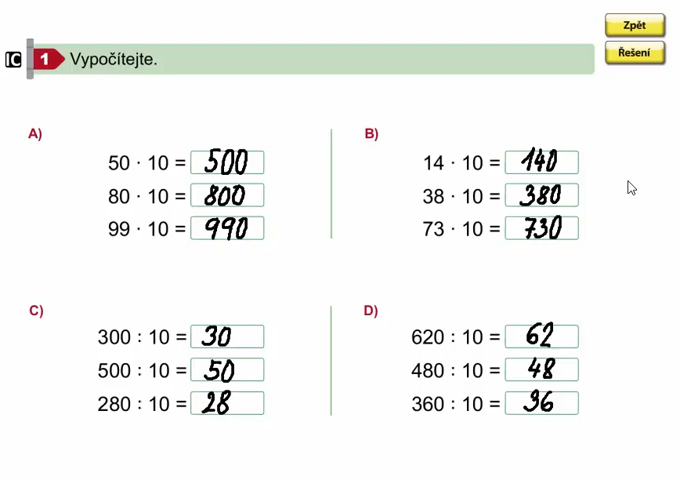 Zpět
1 Vypočítejte.
Řešení
A)
50 · 10 = 500
80 · 10 = 800
99 · 10 = 990
B)
14 · 10 = 140
38 · 10 = 380
73 · 10 = 730
C)
300 : 10 = 30
500 : 10 = 50
280 : 10 = 28
D)
620 : 10 = 62
480 : 10 = 48
360 : 10 = 36